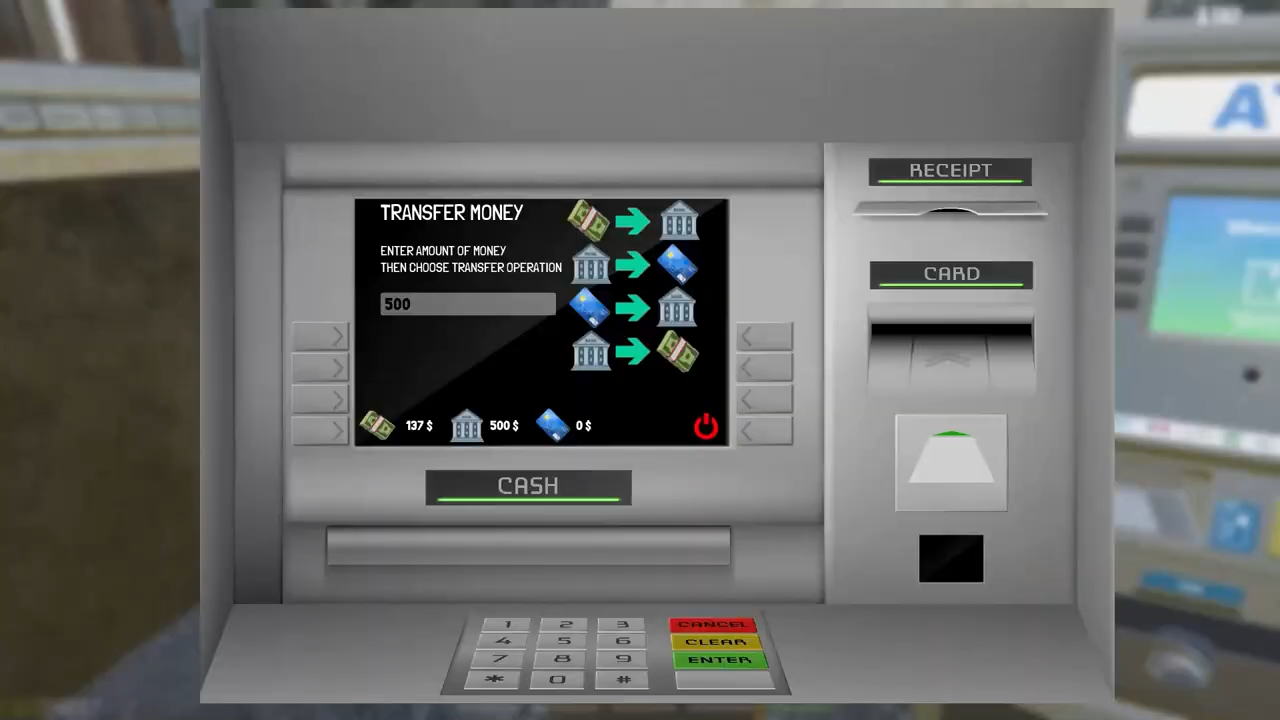 RECEIPT
TRANSFER MONEY
ENTER AMOUNT OF MONEY
THEN CHOOSE TRANSFER OPERATION
500
CARD
137 $
500 $
0 $
CASH
1 2 3
4 5 6
7 8 9
* 0 #
CANCEL
CLEAR
ENTER